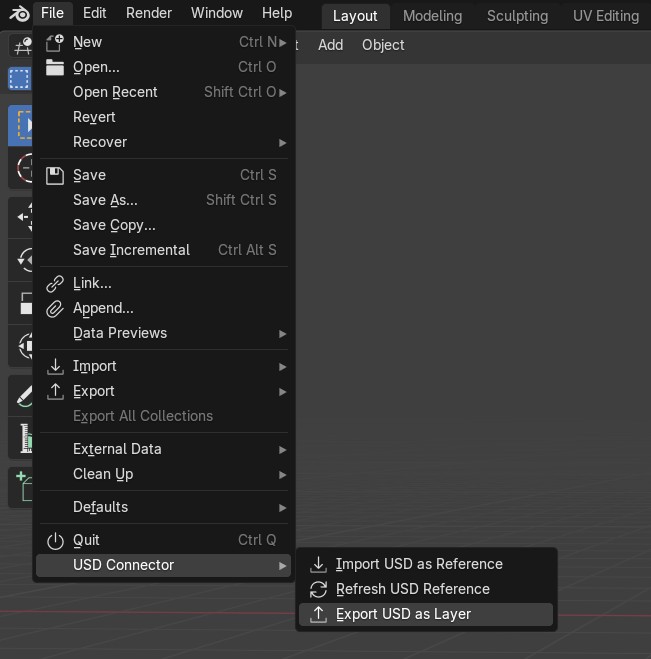 File Edit Render Window Help Layout Modeling Sculpting UV Editing
t Add Object
New Ctrl N
Open... Ctrl O
Open Recent Shift Ctrl O
Revert
Recover
Save Ctrl S
Save As... Shift Ctrl S
Save Copy...
Save Incremental Ctrl Alt S
Link...
Append...
Data Previews
Import
Export
Export All Collections
External Data
Clean Up
Defaults
Quit Ctrl Q
USD Connector
Import USD as Reference
Refresh USD Reference
Export USD as Layer